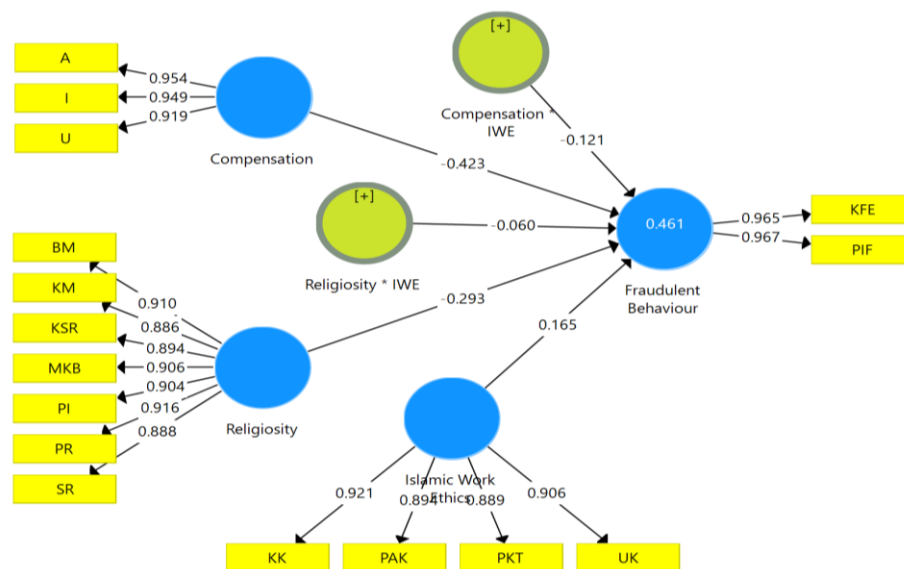 A
I
U
0.954
0.949
0.919
Compensation
[+]
Compensation *
IWE
-0.121
-0.423
[+]
Religiosity * IWE
-0.060
0.461
Fraudulent
Behaviour
0.965
0.967
KFE
PIF
-0.293
0.165
BM
KM
KSR
MKB
PI
PR
SR
0.910
0.886
0.894
0.906
0.904
0.916
0.888
Religiosity
Islamic Work
Ethics
0.921
0.894
0.889
0.906
KK
PAK
PKT
UK